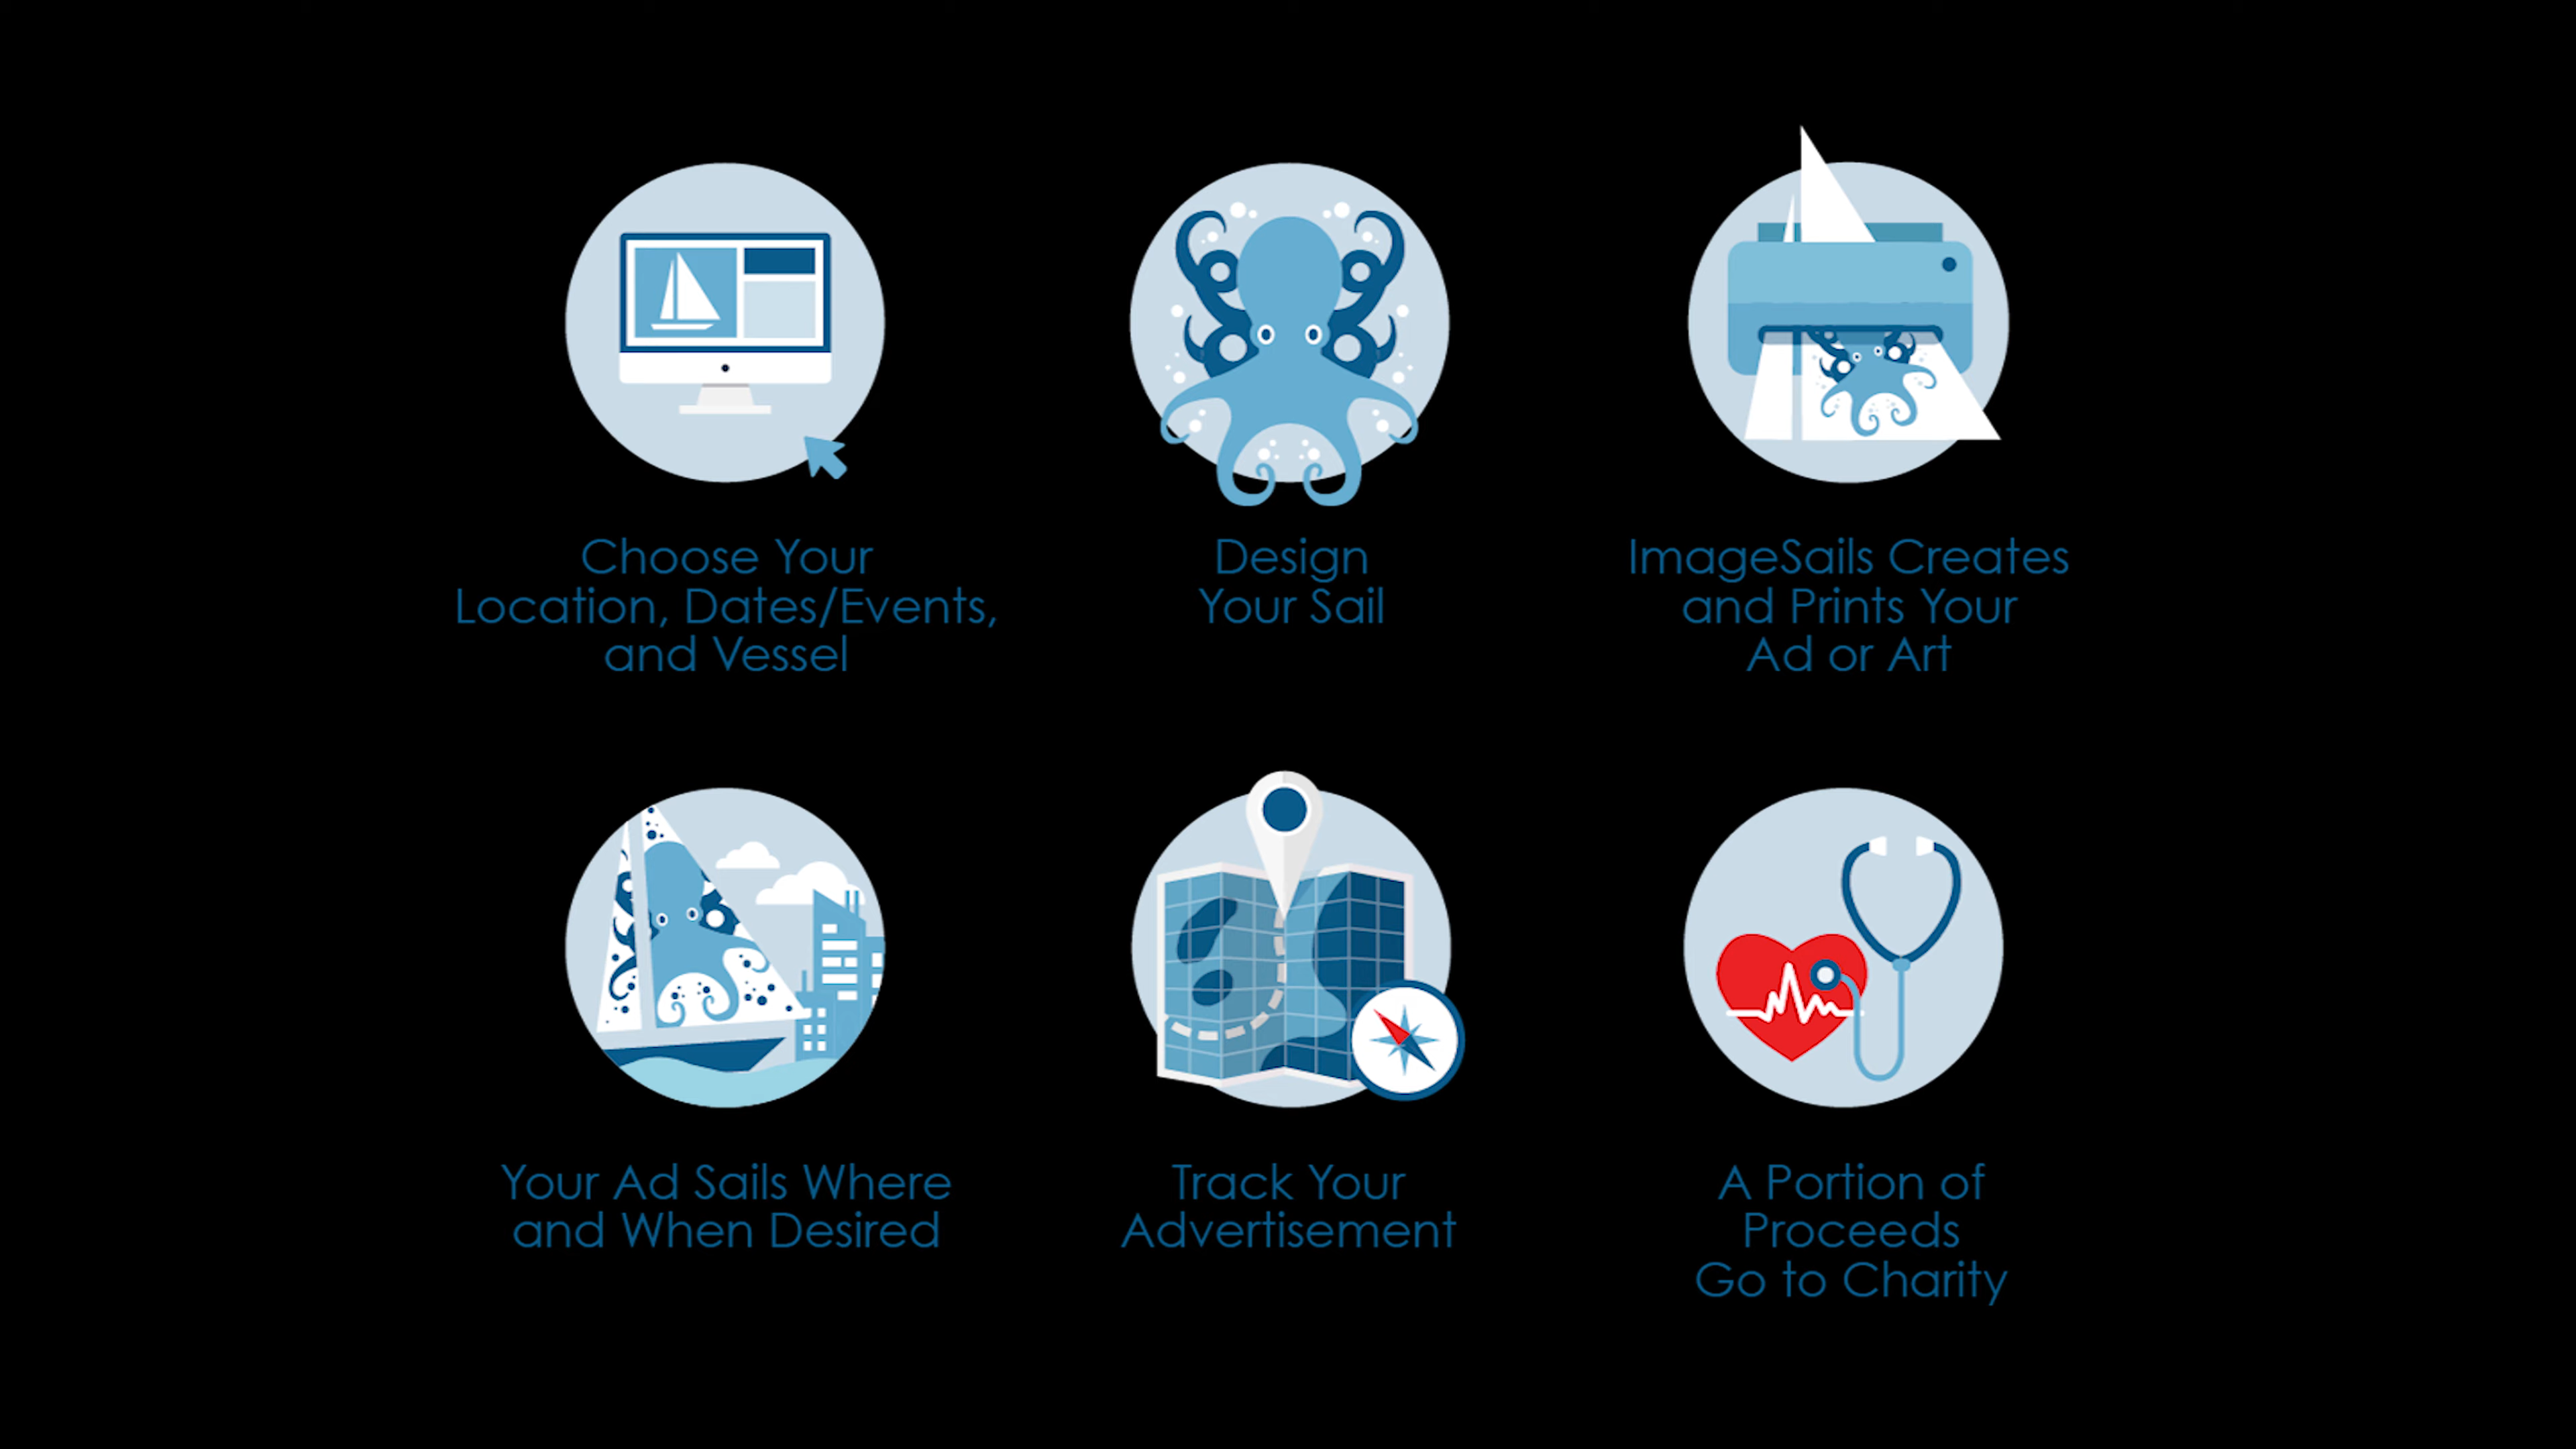 Choose Your
Location, Dates/Events,
and Vessel
Design
Your Sail
ImageSails Creates
and Prints Your
Ad or Art
Your Ad Sails Where
and When Desired
Track Your
Advertisement
A Portion of
Proceeds
Go to Charity